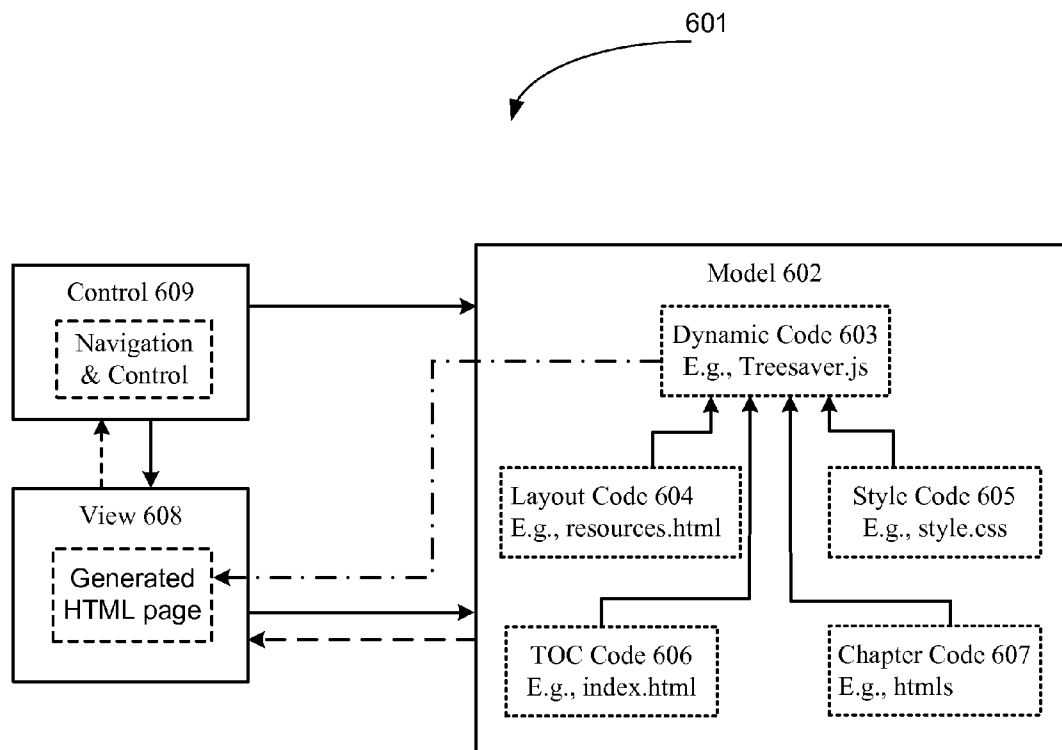 601
Control 609
Navigation
& Control
View 608
Generated
HTML page
Model 602
Dynamic Code 603
E.g., Treesaver.js
Layout Code 604
E.g., resources.html
Style Code 605
E.g., style.css
TOC Code 606
E.g., index.html
Chapter Code 607
E.g., htmls